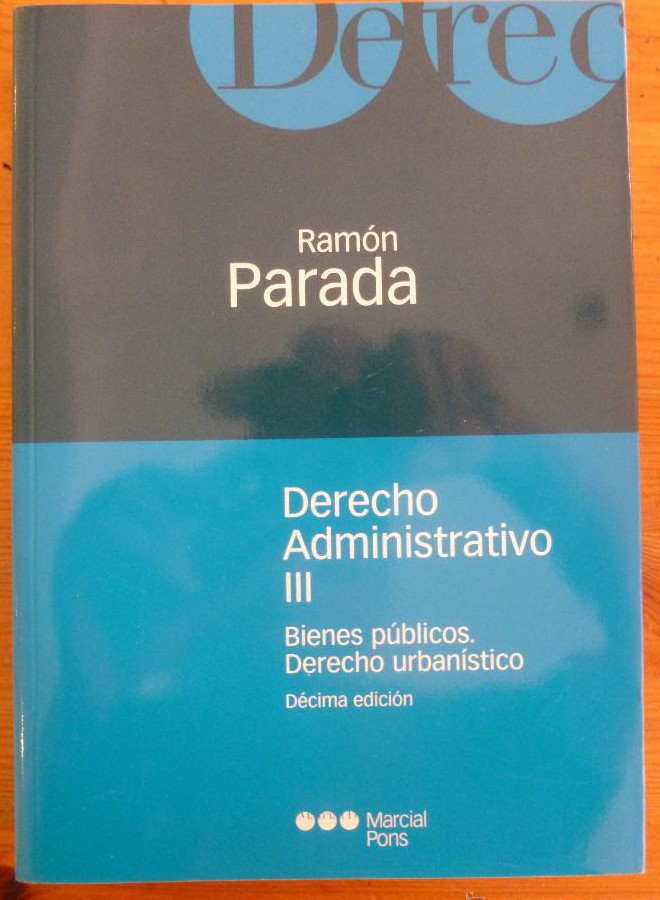 Derec
Ramón
Parada
Derecho
Administrativo
III
Bienes públicos.
Derecho urbanístico
Décima edición
Marcial
Pons